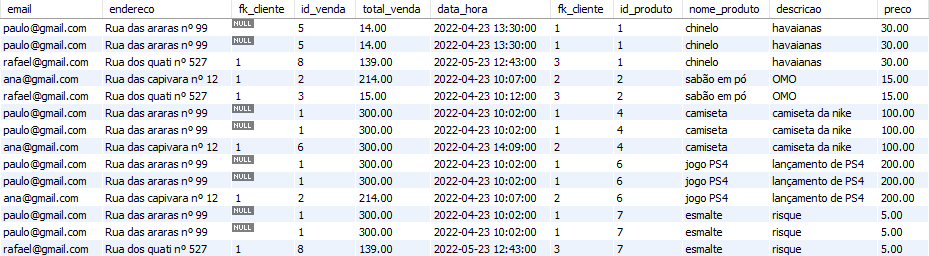 email endereco fk_cliente id_venda total_venda data_hora fk_cliente id_produto nome_produto descricao preco
paulo@gmail.com Rua das araras nº 99 NULL 5 14.00 2022-04-23 13:30:00 1 1 chinelo havaianas 30.00
paulo@gmail.com Rua das araras nº 99 NULL 5 14.00 2022-04-23 13:30:00 1 1 chinelo havaianas 30.00
rafael@gmail.com Rua dos quati nº 527 1 8 139.00 2022-05-23 12:43:00 3 1 chinelo havaianas 30.00
ana@gmail.com Rua das capivara nº 12 1 2 214.00 2022-04-23 10:07:00 2 2 sabão em pó OMO 15.00
rafael@gmail.com Rua dos quati nº 527 1 3 15.00 2022-04-23 10:12:00 3 2 sabão em pó OMO 15.00
paulo@gmail.com Rua das araras nº 99 NULL 1 300.00 2022-04-23 10:02:00 1 4 camiseta camiseta da nike 100.00
paulo@gmail.com Rua das araras nº 99 NULL 1 300.00 2022-04-23 10:02:00 1 4 camiseta camiseta da nike 100.00
ana@gmail.com Rua das capivara nº 12 1 6 300.00 2022-04-23 14:09:00 2 4 camiseta camiseta da nike 100.00
paulo@gmail.com Rua das araras nº 99 NULL 1 300.00 2022-04-23 10:02:00 1 6 jogo PS4 lançamento de PS4 200.00
paulo@gmail.com Rua das araras nº 99 NULL 1 300.00 2022-04-23 10:02:00 1 6 jogo PS4 lançamento de PS4 200.00
ana@gmail.com Rua das capivara nº 12 1 2 214.00 2022-04-23 10:07:00 2 6 jogo PS4 lançamento de PS4 200.00
paulo@gmail.com Rua das araras nº 99 NULL 1 300.00 2022-04-23 10:02:00 1 7 esmalte risque 5.00
paulo@gmail.com Rua das araras nº 99 NULL 1 300.00 2022-04-23 10:02:00 1 7 esmalte risque 5.00
rafael@gmail.com Rua dos quati nº 527 1 8 139.00 2022-05-23 12:43:00 3 7 esmalte risque 5.00